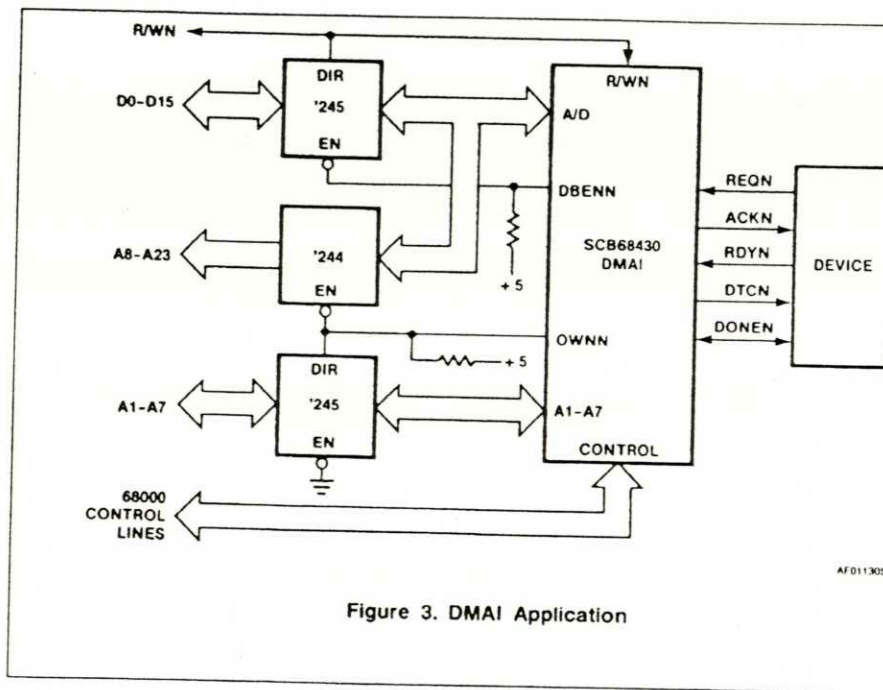 R/WN
DIR
R/WN
D0-D15
'245
A/D
EN
DBENN
REQN
ACKN
A8-A23
'244
SCB68430
DMAI
RDYN
DEVICE
EN
+ 5
DTCN
OWNN
DONEN
DIR
+ 5
A1-A7
'245
A1-A7
EN
CONTROL
68000
CONTROL
LINES
AF01130S
Figure 3. DMAI Application